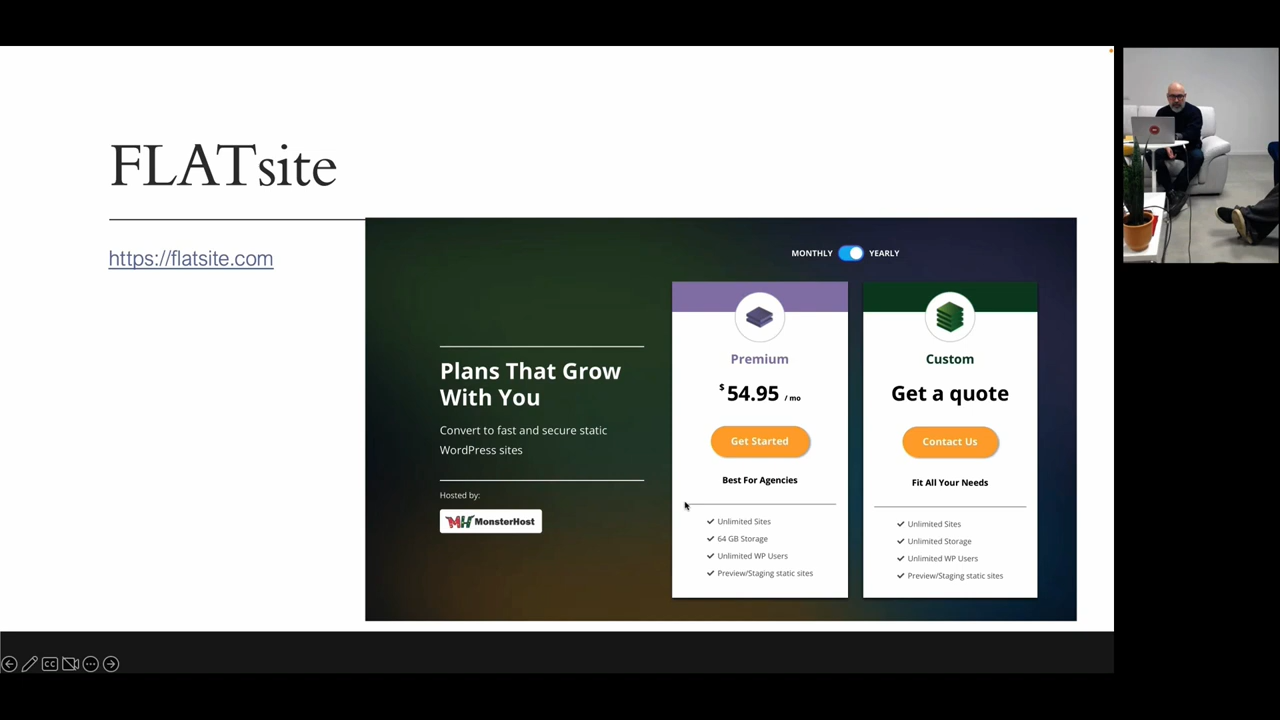 FLATsite
https://flatsite.com
MONTHLY YEARLY
Plans That Grow
With You
Convert to fast and secure static
WordPress sites
Hosted by:
MH MonsterHost
Premium
$54.95 / mo
Get Started
Best For Agencies
Unlimited Sites
64 GB Storage
Unlimited WP Users
Preview/Staging static sites
Custom
Get a quote
Contact Us
Fit All Your Needs
Unlimited Sites
Unlimited Storage
Unlimited WP Users
Preview/Staging static sites
CC